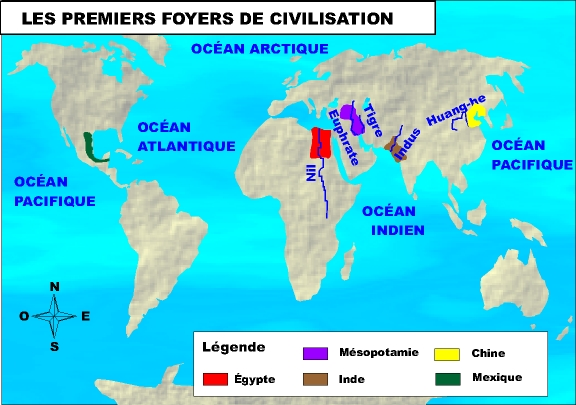 LES PREMIERS FOYERS DE CIVILISATION
OCÉAN ARCTIQUE
OCÉAN
ATLANTIQUE
OCÉAN
PACIFIQUE
Nil
Euphrate
Tigre
Indus
Huang-he
OCÉAN
PACIFIQUE
OCÉAN
INDIEN
N
O
E
S
Légende
Mésopotamie
Chine
Égypte
Inde
Mexique